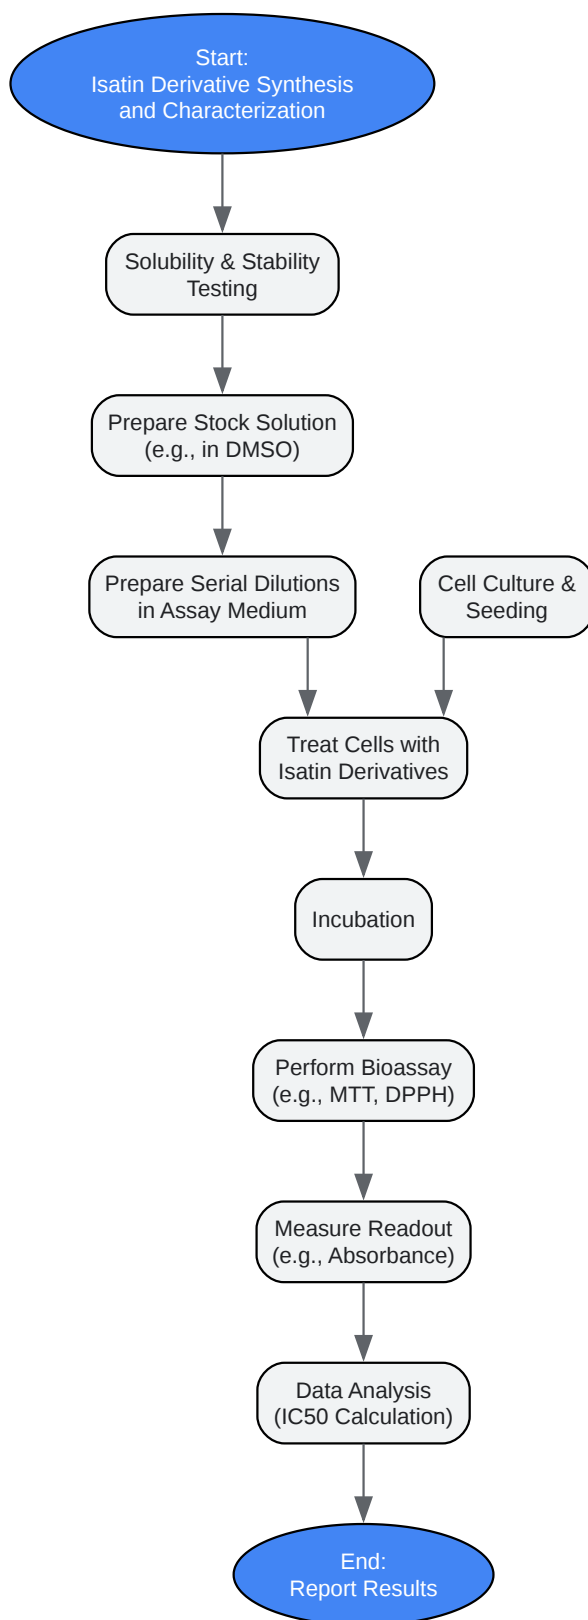 Start:
Isatin Derivative Synthesis
and Characterization
Solubility & Stability
Testing
Prepare Stock Solution
(e.g., in DMSO)
Prepare Serial Dilutions
in Assay Medium
Cell Culture &
Seeding
Treat Cells with
Isatin Derivatives
Incubation
Perform Bioassay
(e.g., MTT, DPPH)
Measure Readout
(e.g., Absorbance)
Data Analysis
(IC50 Calculation)
End:
Report Results